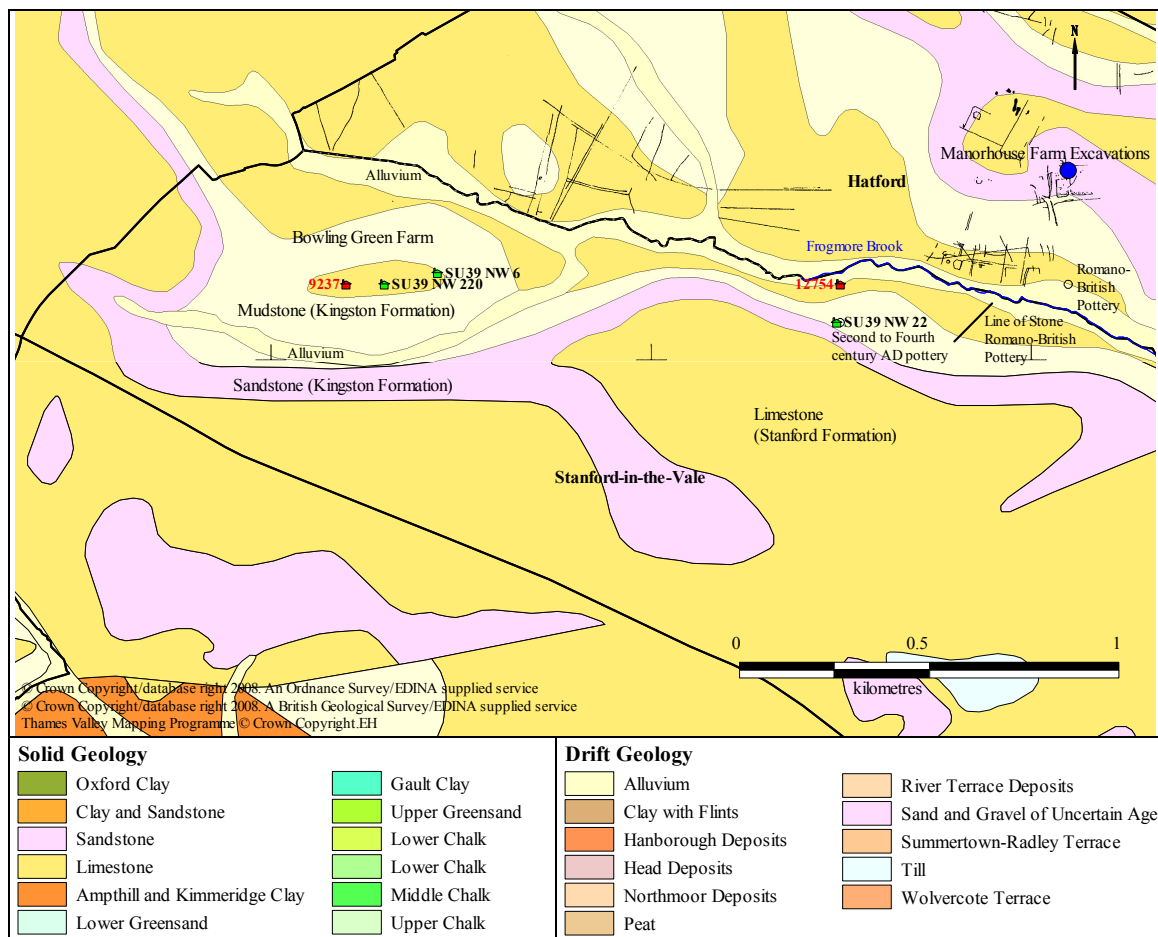 N
Manorhouse Farm Excavations
Alluvium
Hatford
Bowling Green Farm
Frogmore Brook
SU39 NW 6
9237
SU39 NW 220
12754
Romano-
British
Pottery
Mudstone (Kingston Formation)
SU39 NW 22
Second to Fourth
century AD pottery
Line of Stone
Romano-British
Pottery
Alluvium
Sandstone (Kingston Formation)
Limestone
(Stanford Formation)
Stanford-in-the-Vale
0
0.5
1
kilometres
© Crown Copyright/database right 2008. An Ordnance Survey/EDINA supplied service
© Crown Copyright/database right 2008. A British Geological Survey/EDINA supplied service
Thames Valley Mapping Programme © Crown Copyright.EH
Solid Geology
Oxford Clay
Clay and Sandstone
Sandstone
Limestone
Ampthill and Kimmeridge Clay
Lower Greensand
Gault Clay
Upper Greensand
Lower Chalk
Lower Chalk
Middle Chalk
Upper Chalk
Drift Geology
Alluvium
Clay with Flints
Hanborough Deposits
Head Deposits
Northmoor Deposits
Peat
River Terrace Deposits
Sand and Gravel of Uncertain Age
Summertown-Radley Terrace
Till
Wolvercote Terrace